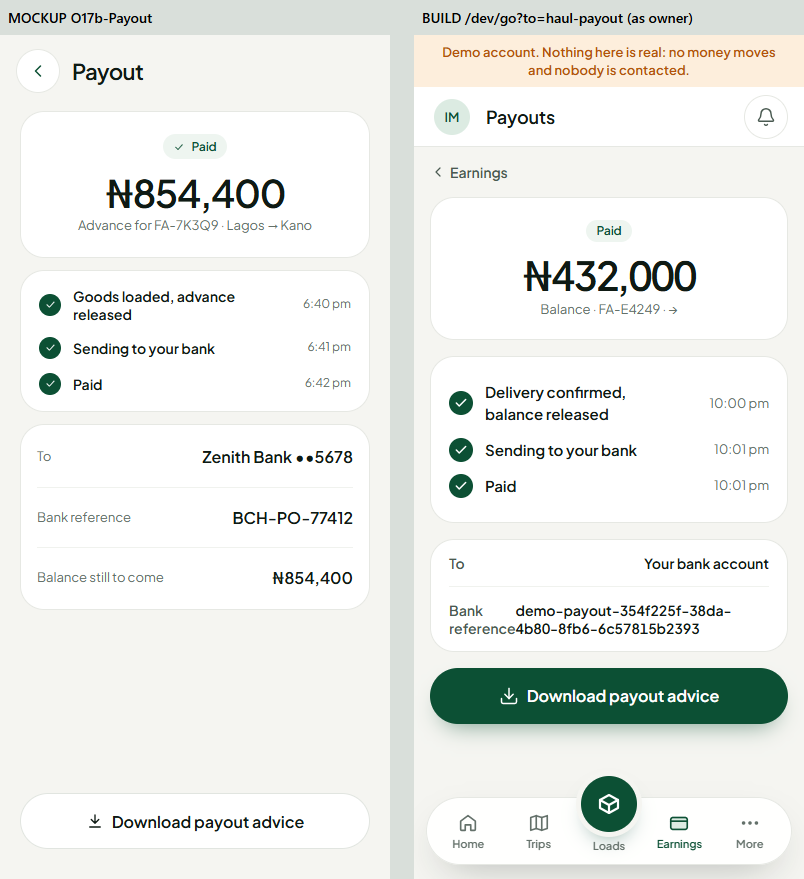 MOCKUP O17b-Payout
Payout
Paid
₦854,400
Advance for FA-7K3Q9 · Lagos → Kano
Goods loaded, advance
released
6:40 pm
Sending to your bank
6:41 pm
Paid
6:42 pm
To
Zenith Bank ••5678
Bank reference
BCH-PO-77412
Balance still to come
₦854,400
Download payout advice
BUILD /dev/go?to=haul-payout (as owner)
Demo account. Nothing here is real: no money moves
and nobody is contacted.
IM
Payouts
Earnings
Paid
₦432,000
Balance · FA-E4249 · →
Delivery confirmed,
balance released
10:00 pm
Sending to your bank
10:01 pm
Paid
10:01 pm
To
Your bank account
Bank
reference
demo-payout-354f225f-38da-
4b80-8fb6-6c57815b2393
Download payout advice
Home
Trips
Loads
Earnings
More